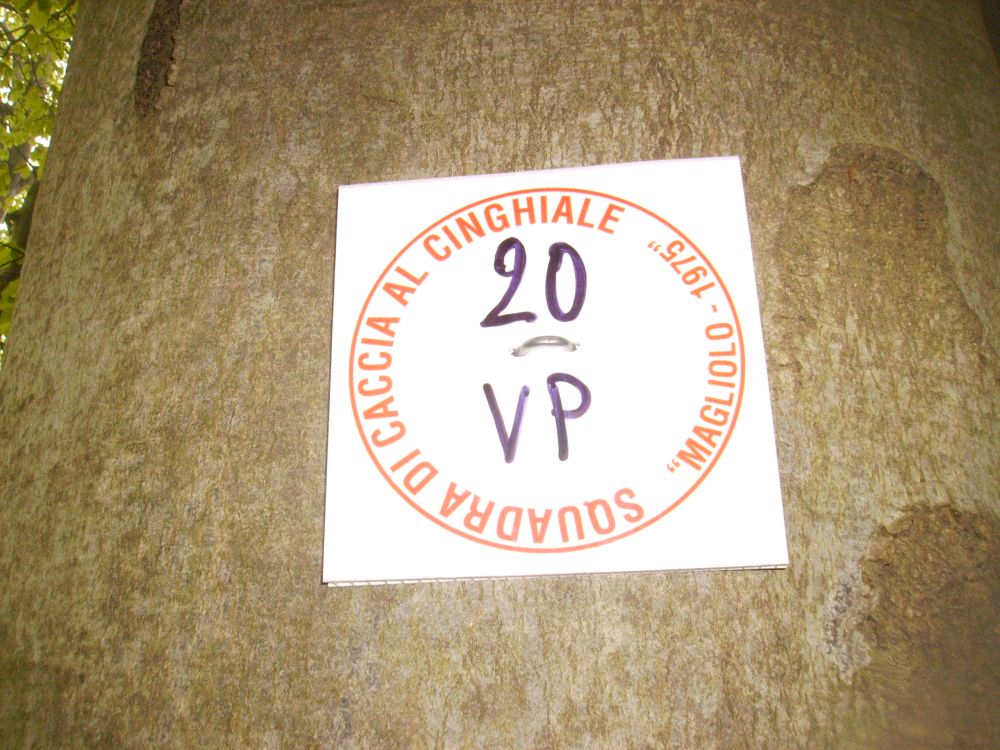 SQUADRA DI CACCIA AL CINGHIALE
"MAGLIOLO - 1975"
20
VP